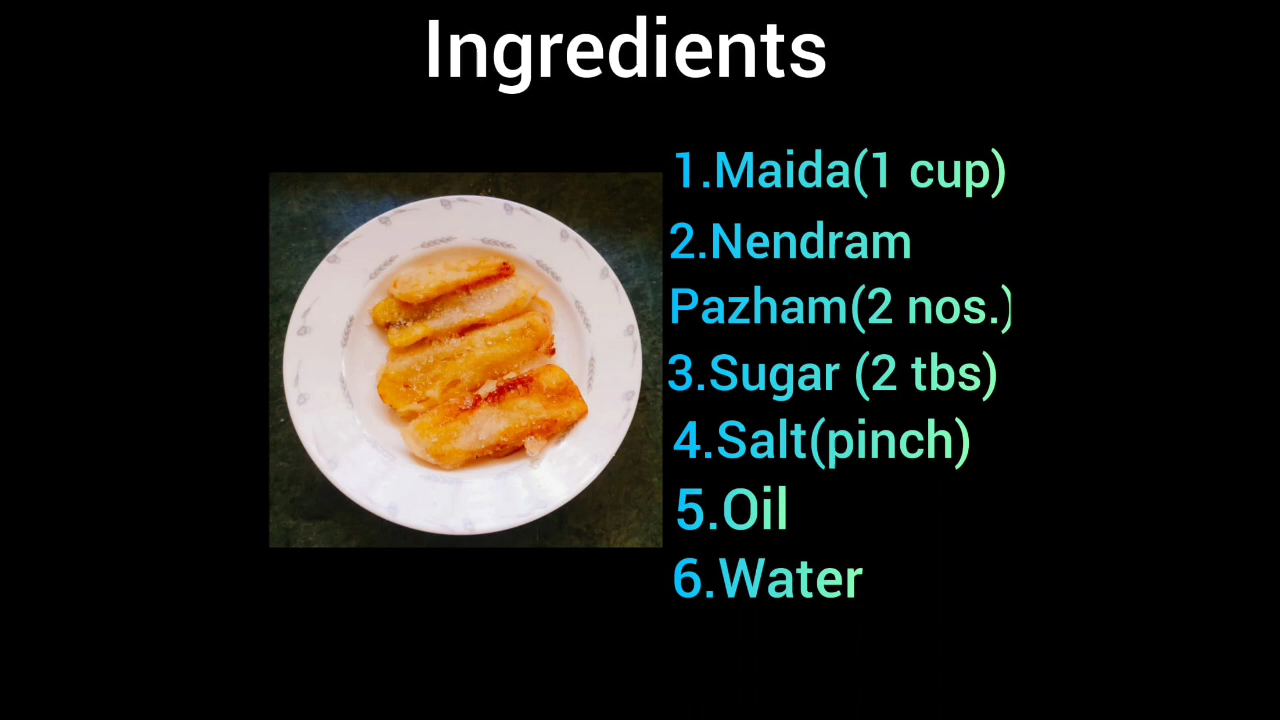 Ingredients
1.Maida(1 cup)
2.Nendram
Pazham(2 nos.)
3.Sugar (2 tbs)
4.Salt(pinch)
5.Oil
6.Water